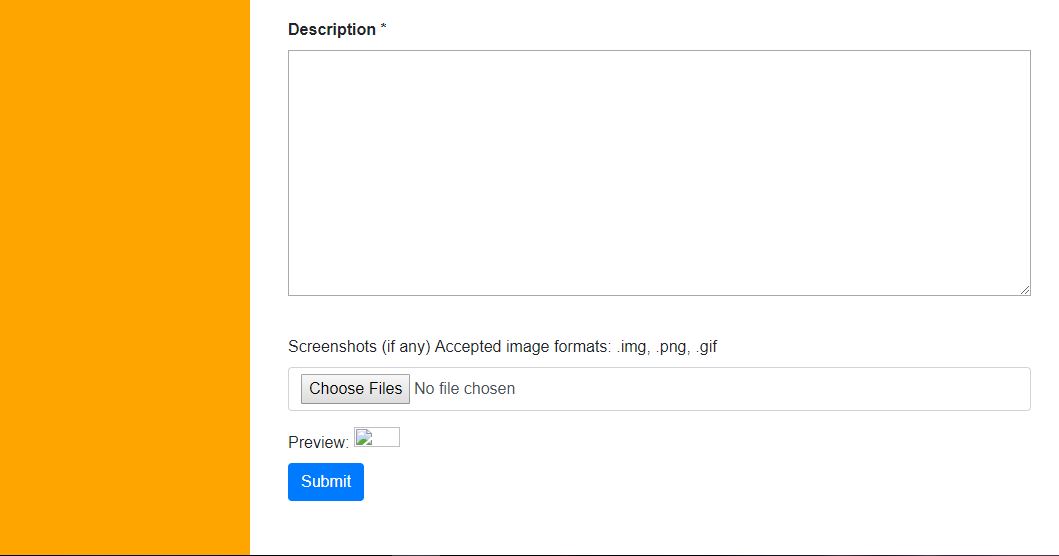 Description *
Screenshots (if any) Accepted image formats: .img, .png, .gif
Choose Files No file chosen
Preview:
Submit